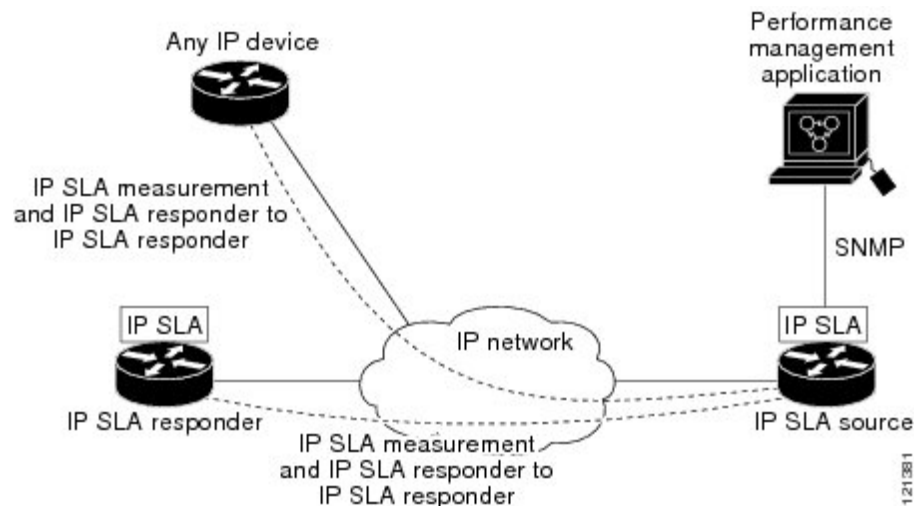 Any IP device
Performance
management
application
IP SLA measurement
and IP SLA responder to
IP SLA responder
SNMP
IP SLA
IP network
IP SLA
IP SLA responder
IP SLA source
IP SLA measurement
and IP SLA responder to
IP SLA responder
121381